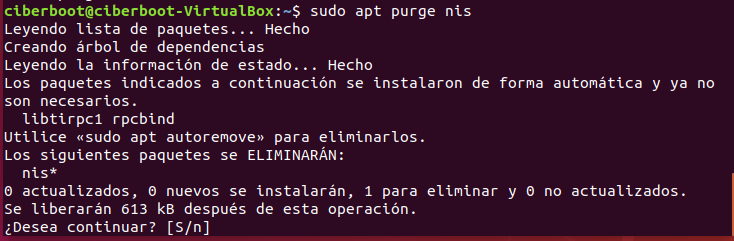 ciberboot@ciberboot-VirtualBox:~$ sudo apt purge nis
Leyendo lista de paquetes... Hecho
Creando árbol de dependencias
Leyendo la información de estado... Hecho
Los paquetes indicados a continuación se instalaron de forma automática y ya no
son necesarios.
  libtirpc1 rpcbind
Utilice «sudo apt autoremove» para eliminarlos.
Los siguientes paquetes se ELIMINARÁN:
  nis*
0 actualizados, 0 nuevos se instalarán, 1 para eliminar y 0 no actualizados.
Se liberarán 613 kB después de esta operación.
¿Desea continuar? [S/n]